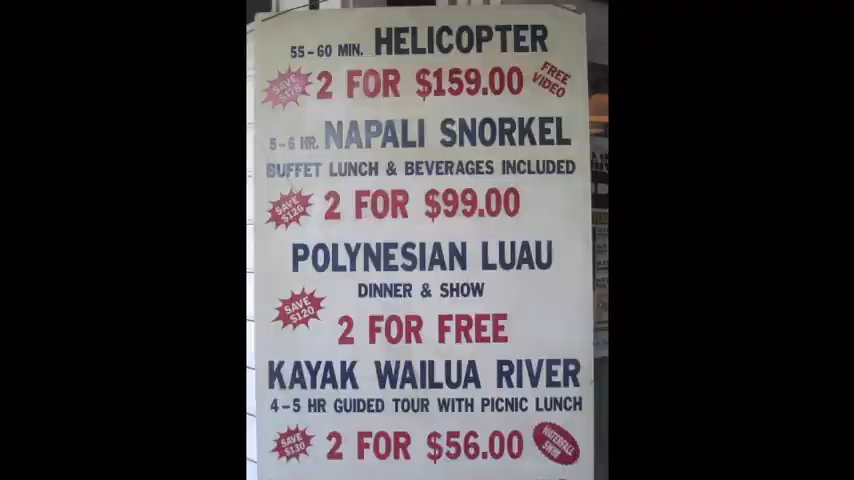 55-60 MIN. HELICOPTER
SAVE
2 FOR $159.00
FREE VIDEO
5-6 HR. NAPALI SNORKEL
BUFFET LUNCH & BEVERAGES INCLUDED
SAVE $126
2 FOR $99.00
POLYNESIAN LUAU
DINNER & SHOW
SAVE $120
2 FOR FREE
KAYAK WAILUA RIVER
4-5 HR GUIDED TOUR WITH PICNIC LUNCH
SAVE $130
2 FOR $56.00
WATERFALL SWIM